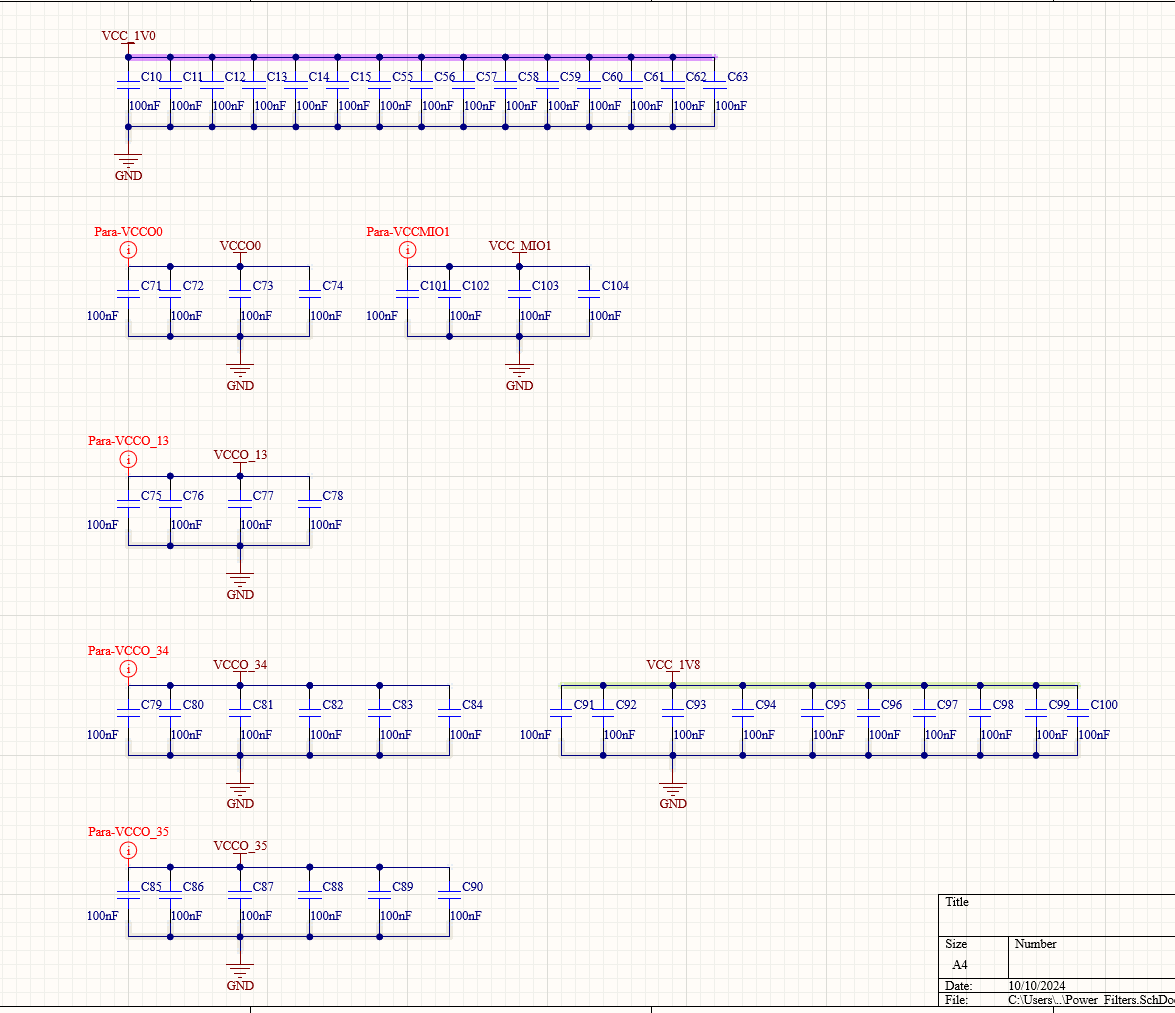 VCC_1V0
C10 C11 C12 C13 C14 C15 C55 C56 C57 C58 C59 C60 C61 C62 C63
100nF 100nF 100nF 100nF 100nF 100nF 100nF 100nF 100nF 100nF 100nF 100nF 100nF 100nF 100nF
GND
Para-VCCO0 Para-VCCMIO1
i VCCO0 i VCC_MIO1
C71 C72 C73 C74 C101 C102 C103 C104
100nF 100nF 100nF 100nF 100nF 100nF 100nF 100nF
GND GND
Para-VCCO_13
i VCCO_13
C75 C76 C77 C78
100nF 100nF 100nF 100nF
GND
Para-VCCO_34
i VCCO_34 VCC_1V8
C79 C80 C81 C82 C83 C84 C91 C92 C93 C94 C95 C96 C97 C98 C99 C100
100nF 100nF 100nF 100nF 100nF 100nF 100nF 100nF 100nF 100nF 100nF 100nF 100nF 100nF 100nF 100nF
GND GND
Para-VCCO_35
i VCCO_35
C85 C86 C87 C88 C89 C90
100nF 100nF 100nF 100nF 100nF 100nF
GND
Title
Size Number
A4
Date: 10/10/2024
File: C:\Users\..\Power_Filters.SchDo